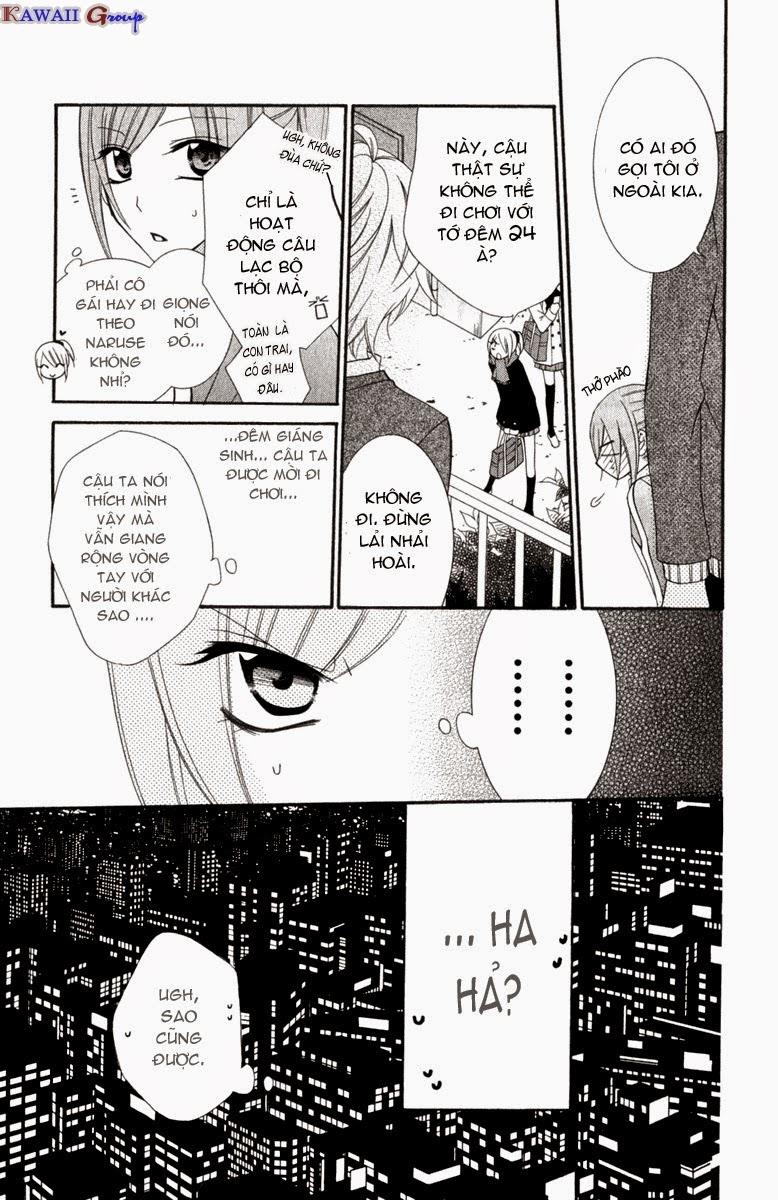 KAWAII Group
CÓ AI ĐÓ
GỌI TÔI Ở
NGOÀI KIA.
THỞ PHÀO
NÀY, CẬU
THẬT SỰ
KHÔNG THỂ
ĐI CHƠI VỚI
TỚ ĐÊM 24
À?
KHÔNG
ĐI. ĐỪNG
LẢI NHẢI
HOÀI.
UGH, KHÔNG
ĐÙA CHỨ?
CHỈ LÀ
HOẠT
ĐỘNG CÂU
LẠC BỘ
THÔI MÀ,
TOÀN LÀ
CON TRAI,
CÓ GÌ HAY
ĐÂU.
GIỌNG
NÓI
ĐÓ...
PHẢI CÔ
GÁI HAY ĐI
THEO
NARUSE
KHÔNG
NHỈ?
...ĐÊM GIÁNG
SINH... CẬU TA
ĐƯỢC MỜI ĐI
CHƠI...
CẬU TA NÓI
THÍCH MÌNH
VẬY MÀ
VẪN GIANG
RỘNG VÒNG
TAY VỚI
NGƯỜI KHÁC
SAO ....
... HA
HẢ?
UGH,
SAO
CŨNG
ĐƯỢC.